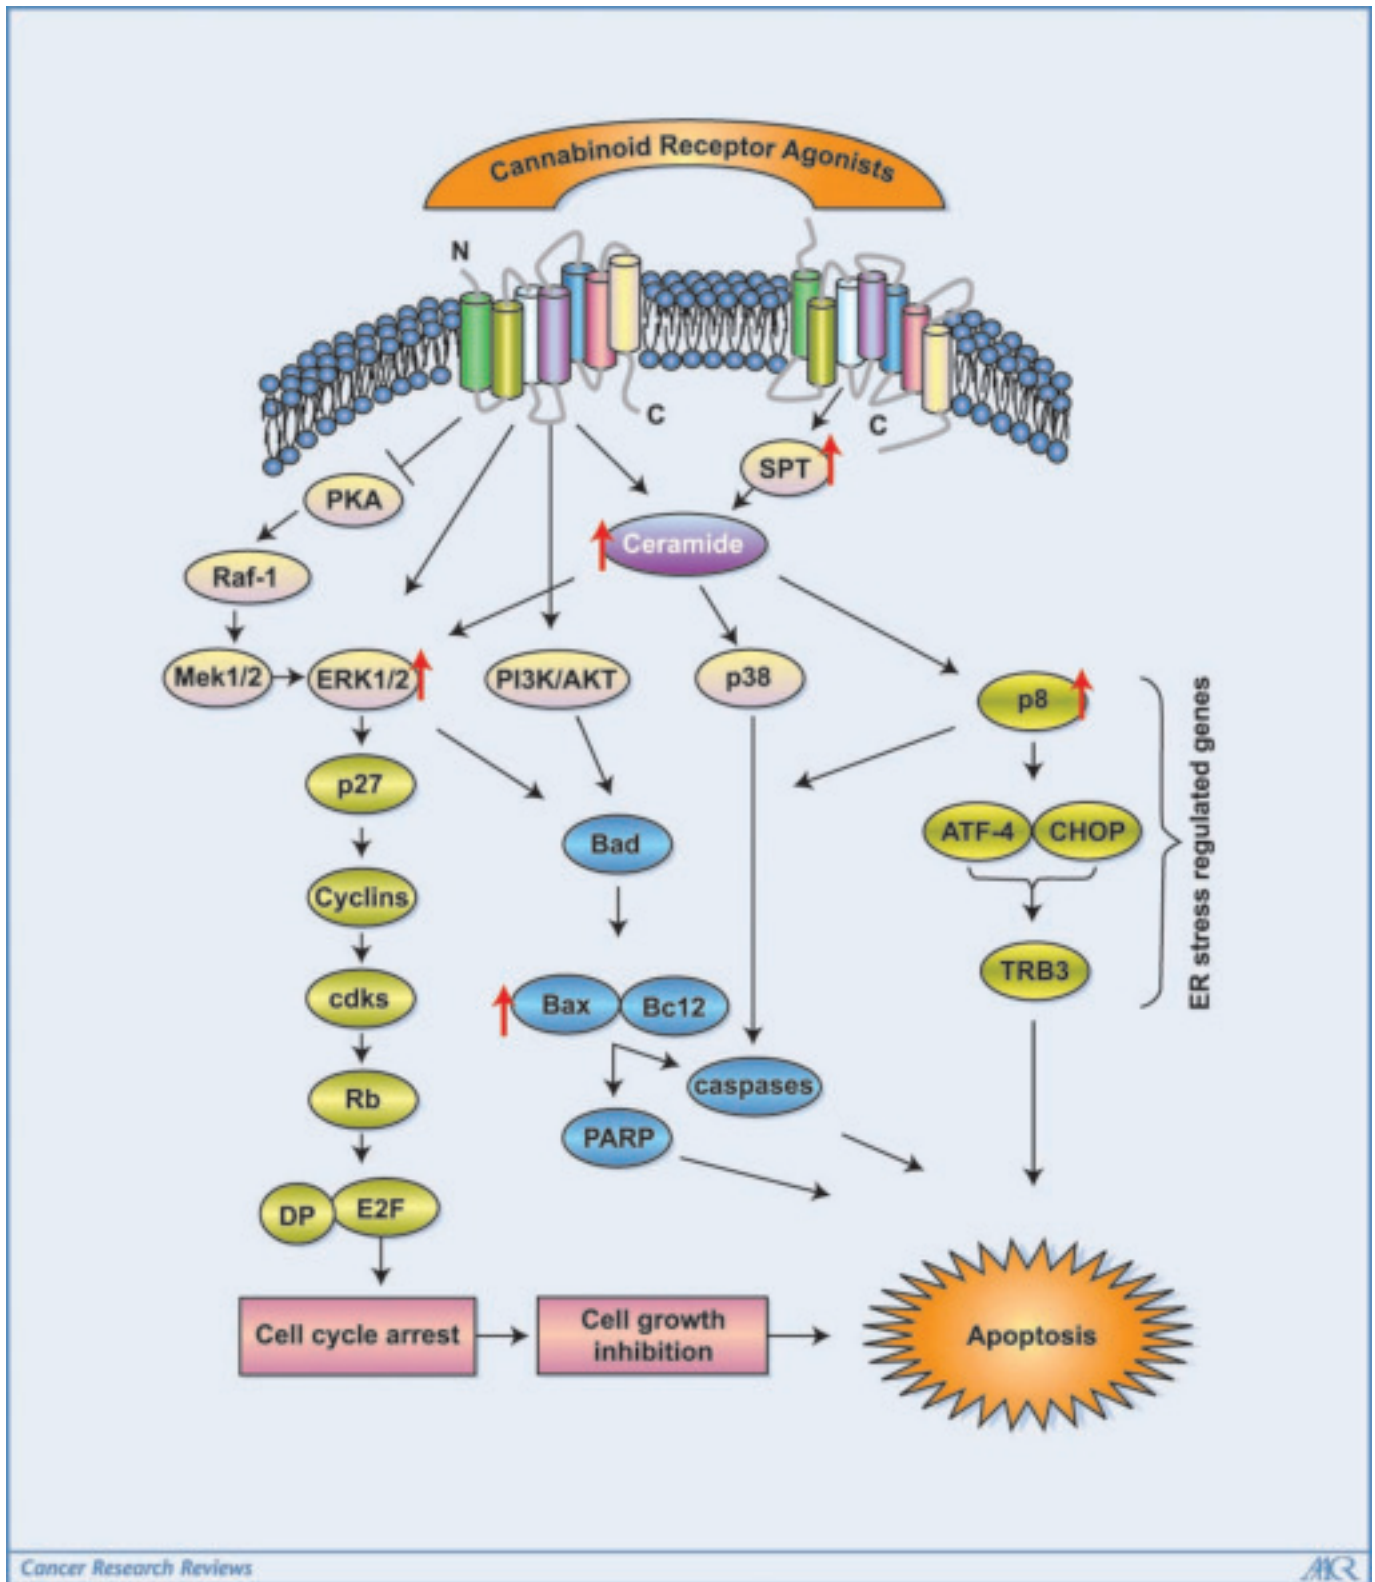 Cannabinoid Receptor Agonists
N
C
C
SPT
PKA
Ceramide
Raf-1
Mek1/2
ERK1/2
PI3K/AKT
p38
p8
ER stress regulated genes
p27
ATF-4
CHOP
Bad
Cyclins
TRB3
cdks
Bax
Bc12
caspases
Rb
PARP
DP
E2F
Cell cycle arrest
Cell growth
inhibition
Apoptosis
Cancer Research Reviews
AACR